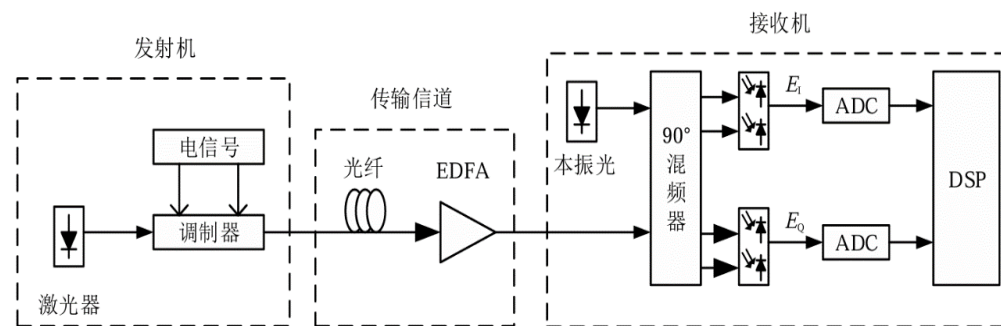 发射机
电信号
调制器
激光器
传输信道
光纤
EDFA
接收机
本振光
90°
混
频
器
E_I
E_Q
ADC
ADC
DSP